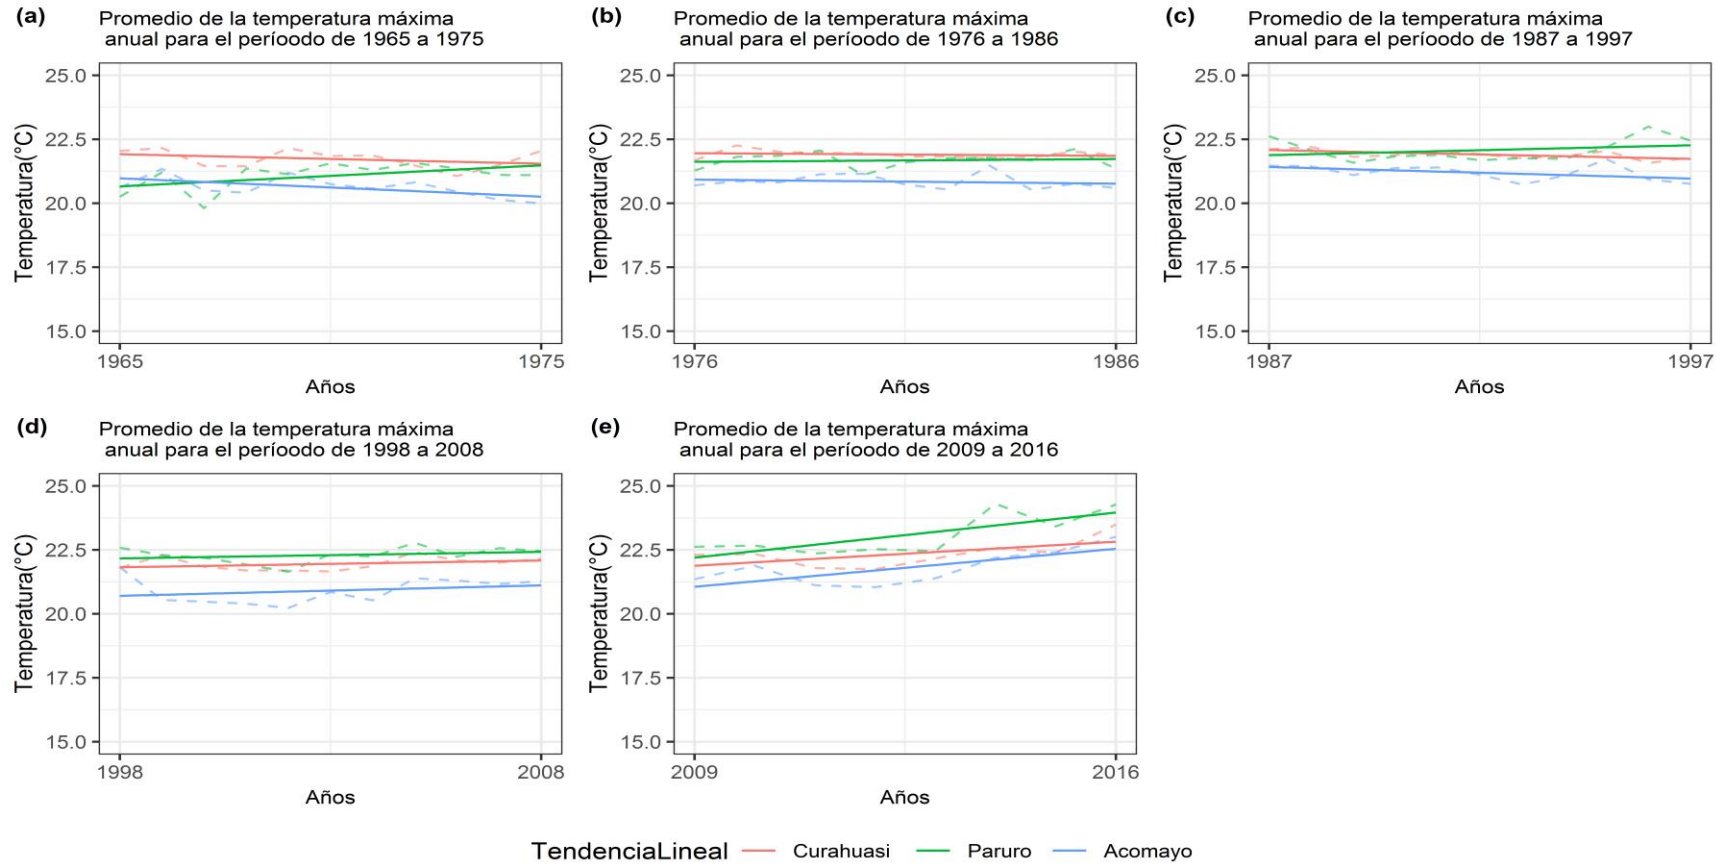 (a) Promedio de la temperatura máxima
anual para el períoodo de 1965 a 1975
Temperatura(°C)
25.0
22.5
20.0
17.5
15.0
1965 1975
Años
(b) Promedio de la temperatura máxima
anual para el períoodo de 1976 a 1986
Temperatura(°C)
25.0
22.5
20.0
17.5
15.0
1976 1986
Años
(c) Promedio de la temperatura máxima
anual para el períoodo de 1987 a 1997
Temperatura(°C)
25.0
22.5
20.0
17.5
15.0
1987 1997
Años
(d) Promedio de la temperatura máxima
anual para el períoodo de 1998 a 2008
Temperatura(°C)
25.0
22.5
20.0
17.5
15.0
1998 2008
Años
(e) Promedio de la temperatura máxima
anual para el períoodo de 2009 a 2016
Temperatura(°C)
25.0
22.5
20.0
17.5
15.0
2009 2016
Años
TendenciaLineal Curahuasi Paruro Acomayo